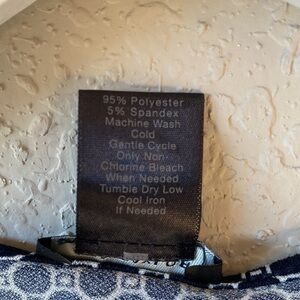 95% Polyester
5% Spandex
Machine Wash
Cold
Gentle Cycle
Only Non-
Chlorine Bleach
When Needed
Tumble Dry Low
Cool Iron
If Needed